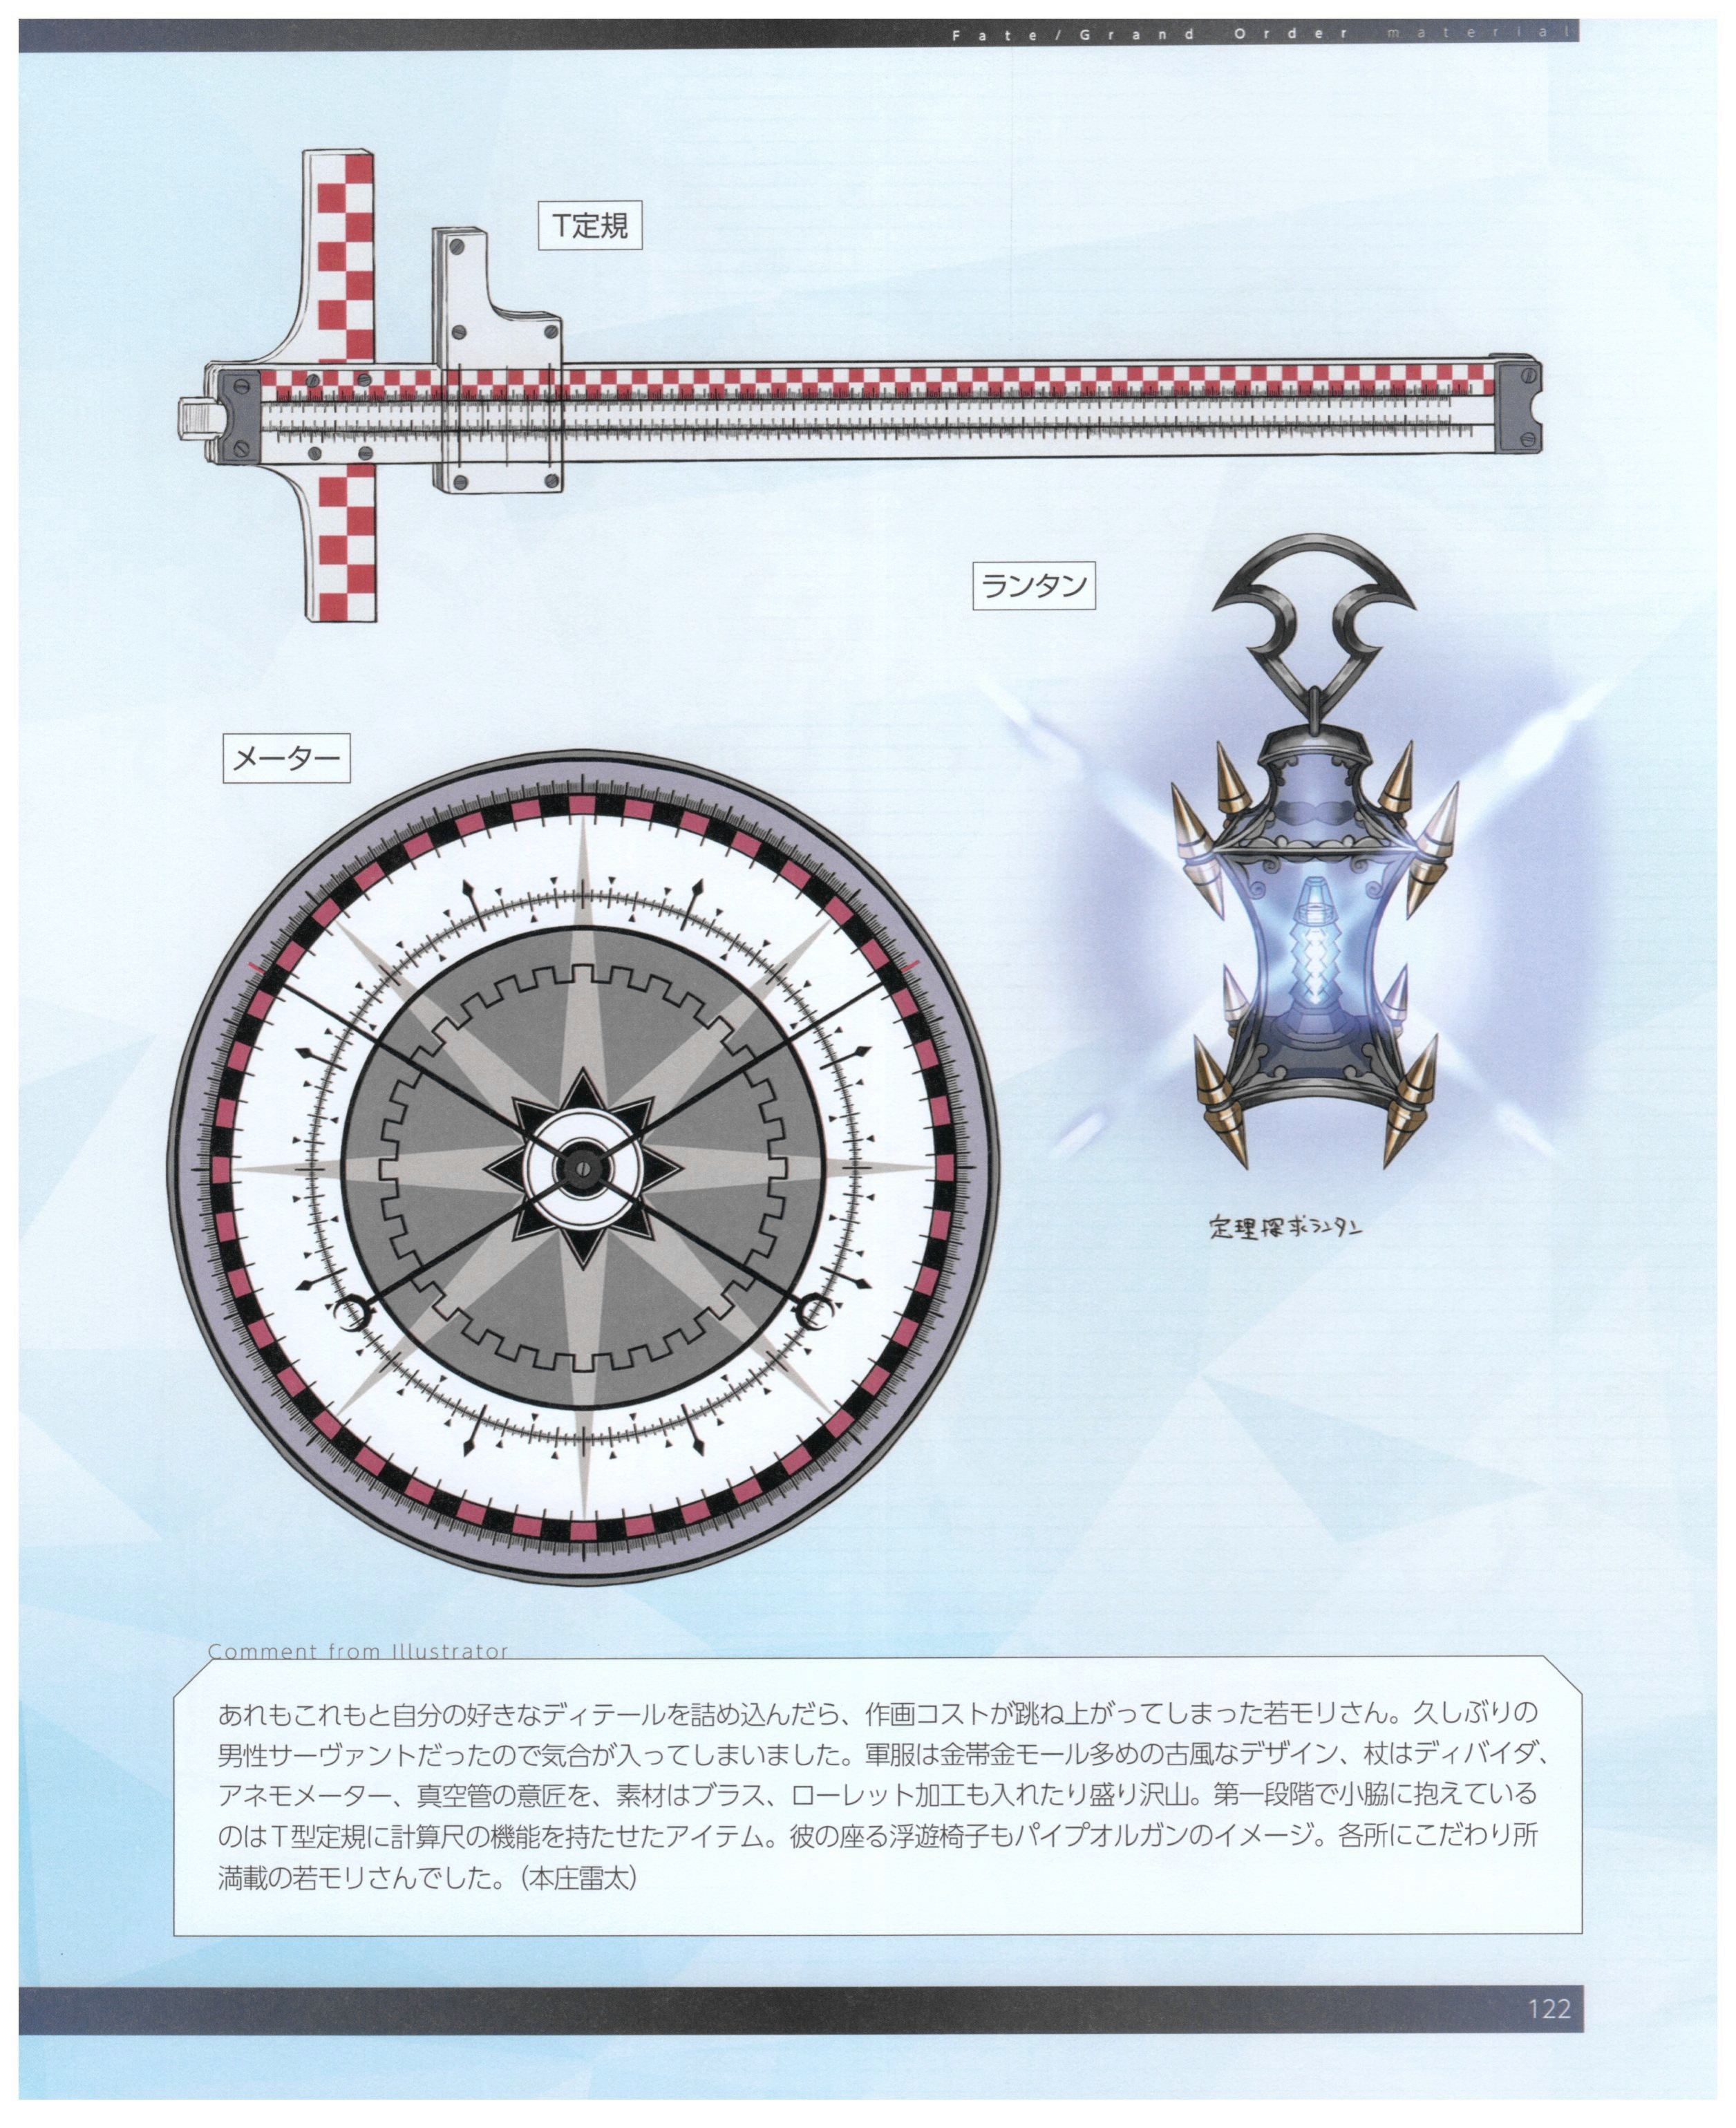 Fate/Grand Order material
T定規
ランタン
メーター
定理探求ランタン
Comment from Illustrator
あれもこれもと自分の好きなディテールを詰め込んだら、作画コストが跳ね上がってしまった若モリさん。久しぶりの
男性サーヴァントだったので気合が入ってしまいました。軍服は金帯金モール多めの古風なデザイン、杖はディバイダ、
アネモメーター、真空管の意匠を、素材はブラス、ローレット加工も入れたり盛り沢山。第一段階で小脇に抱えている
のはT型定規に計算尺の機能を持たせたアイテム。彼の座る浮遊椅子もパイプオルガンのイメージ。各所にこだわり所
満載の若モリさんでした。（本庄雷太）
122